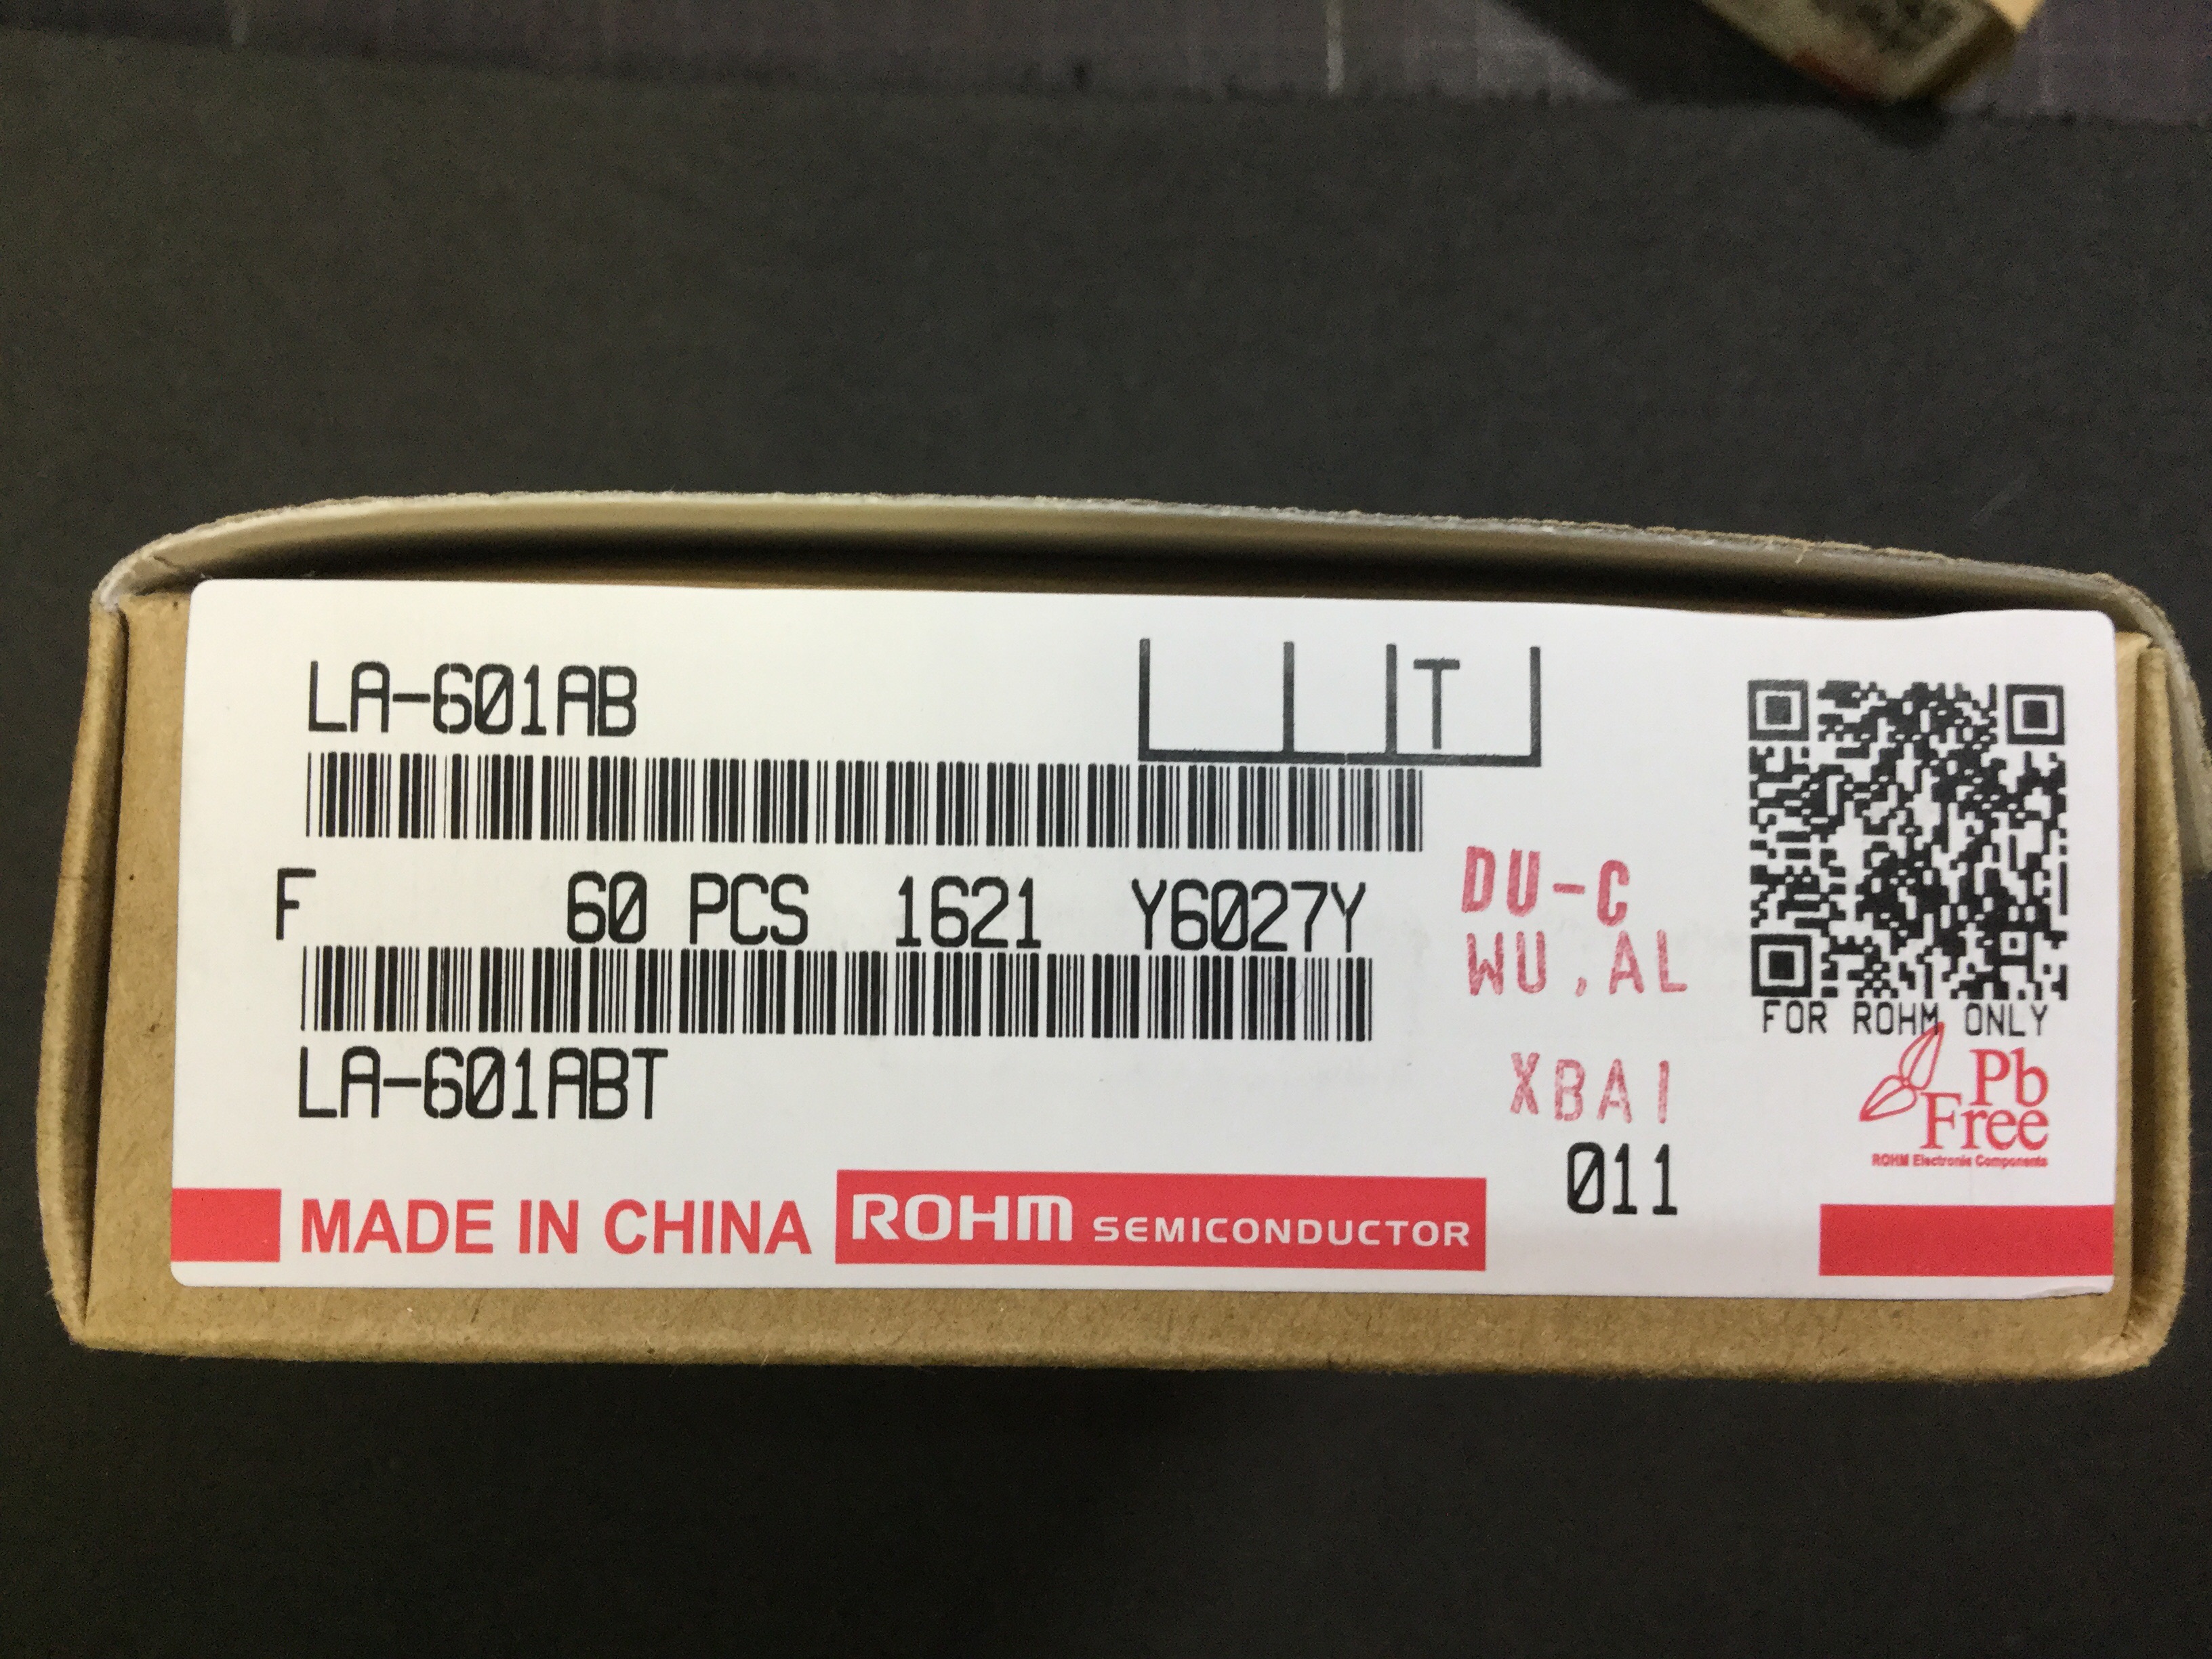 LA-601AB
T
F 60 PCS 1621 Y6027Y
DU-C
WU,AL
FOR ROHM ONLY
LA-601ABT
XBA1
Pb
Free
ROHM Electronic Components
011
MADE IN CHINA ROHM SEMICONDUCTOR